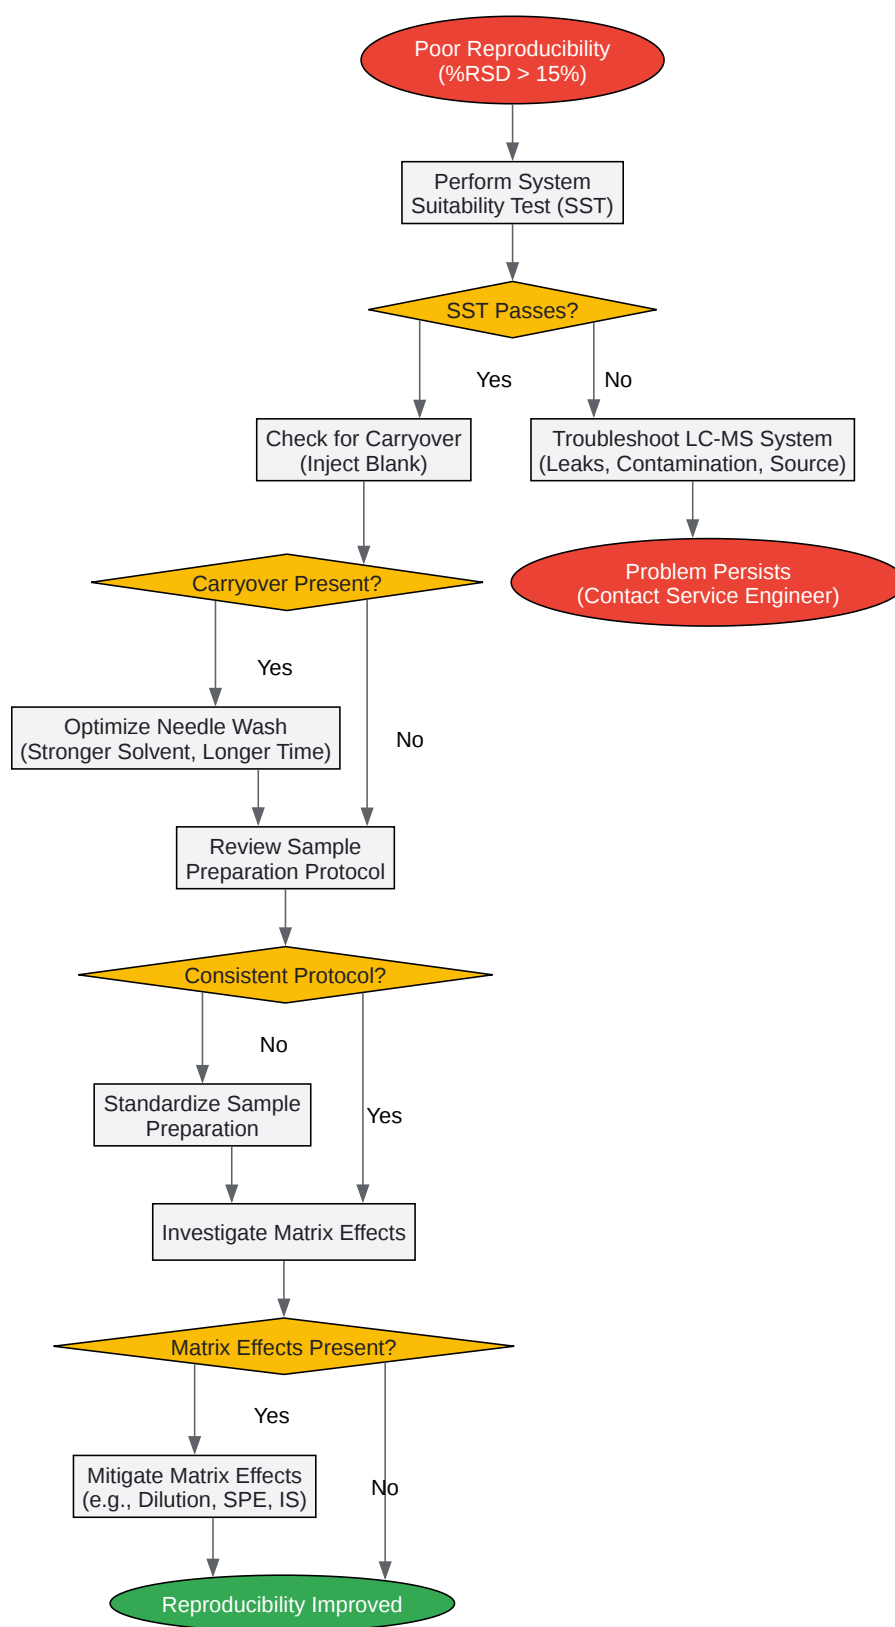 Poor Reproducibility
(%RSD > 15%)
Perform System
Suitability Test (SST)
SST Passes?
Yes
No
Check for Carryover
(Inject Blank)
Troubleshoot LC-MS System
(Leaks, Contamination, Source)
Carryover Present?
Problem Persists
(Contact Service Engineer)
Yes
Optimize Needle Wash
(Stronger Solvent, Longer Time)
No
Review Sample
Preparation Protocol
Consistent Protocol?
No
Standardize Sample
Preparation
Yes
Investigate Matrix Effects
Matrix Effects Present?
Yes
Mitigate Matrix Effects
(e.g., Dilution, SPE, IS)
No
Reproducibility Improved